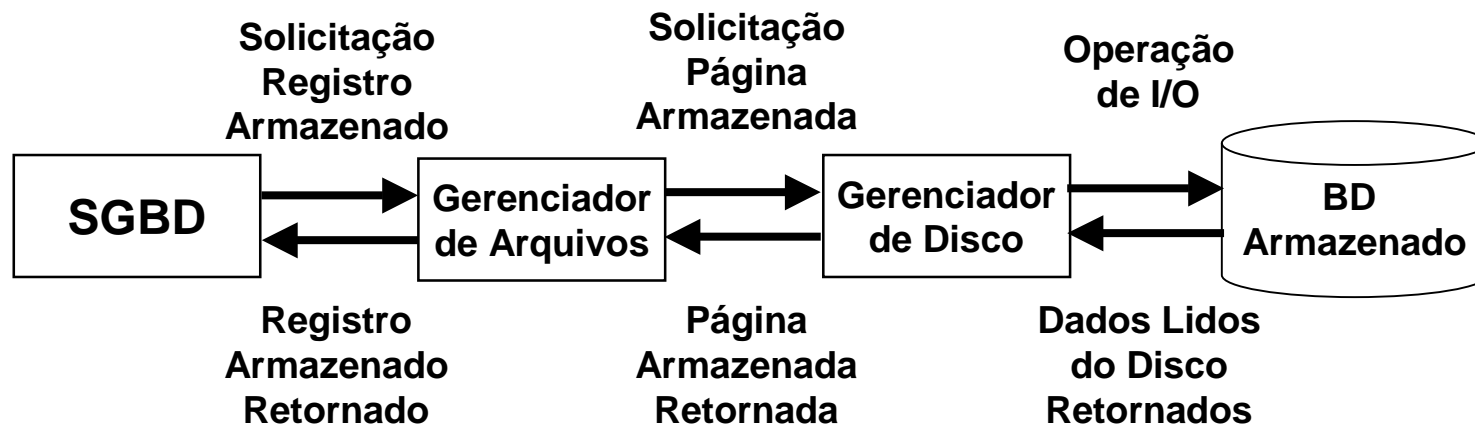 Solicitação
Registro
Armazenado
Solicitação
Página
Armazenada
Operação
de I/O
SGBD
Gerenciador
de Arquivos
Gerenciador
de Disco
BD
Armazenado
Registro
Armazenado
Retornado
Página
Armazenada
Retornada
Dados Lidos
do Disco
Retornados